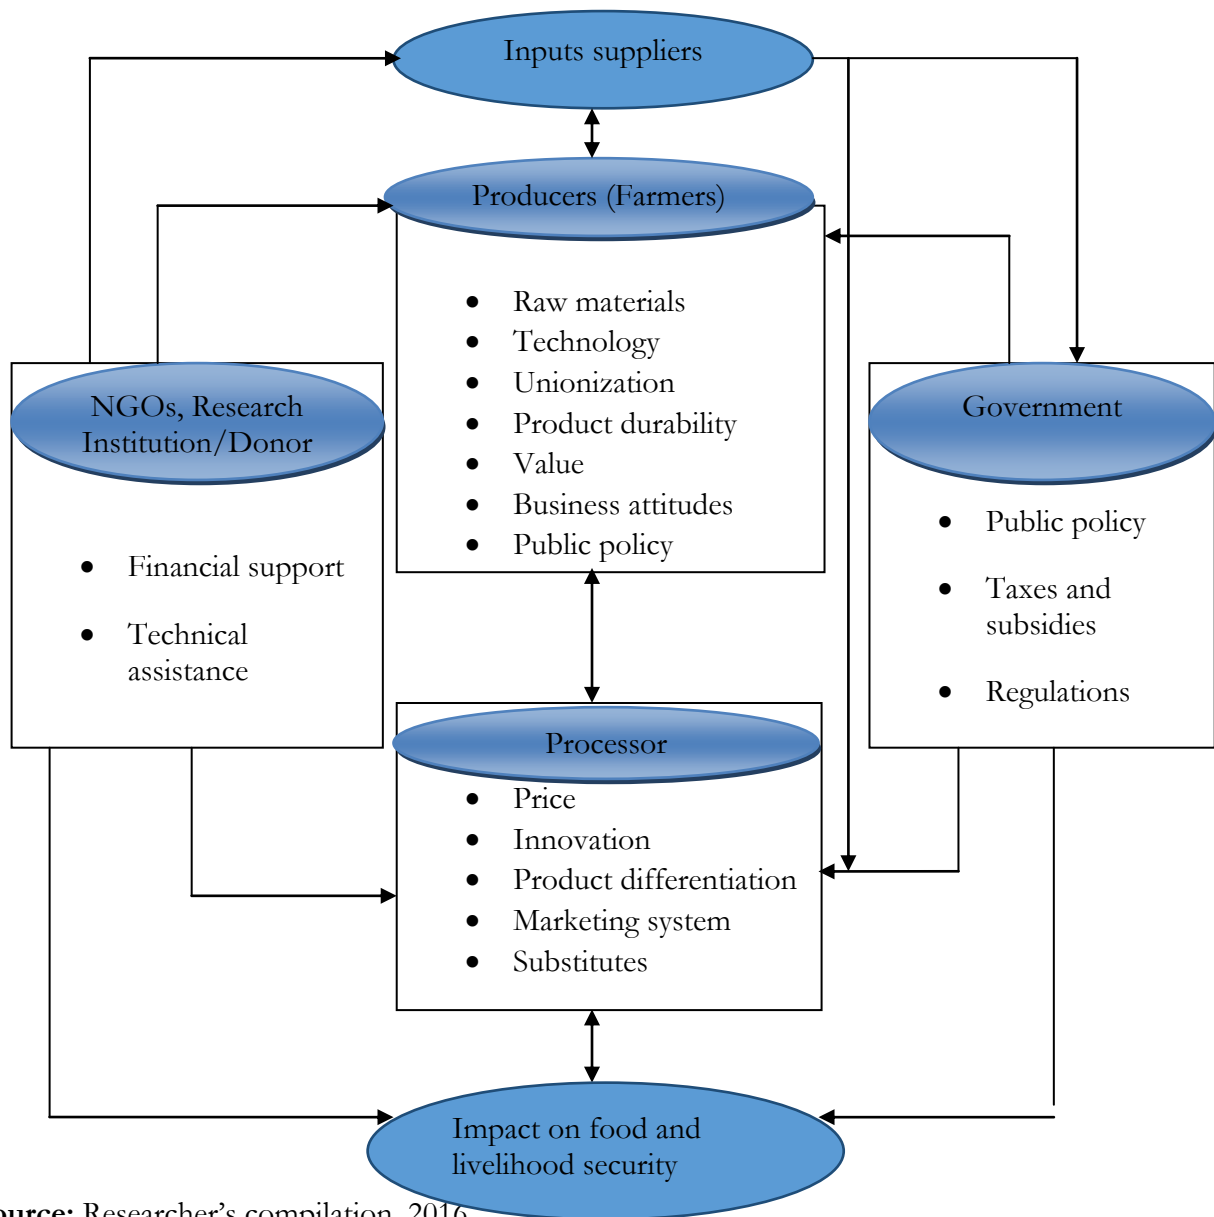 Inputs suppliers
Producers (Farmers)
• Raw materials
• Technology
• Unionization
• Product durability
• Value
• Business attitudes
• Public policy
NGOs, Research
Institution/Donor
• Financial support
• Technical
assistance
Government
• Public policy
• Taxes and
subsidies
• Regulations
Processor
• Price
• Innovation
• Product differentiation
• Marketing system
• Substitutes
Impact on food and
livelihood security
ource: Researcher's compilation, 2016